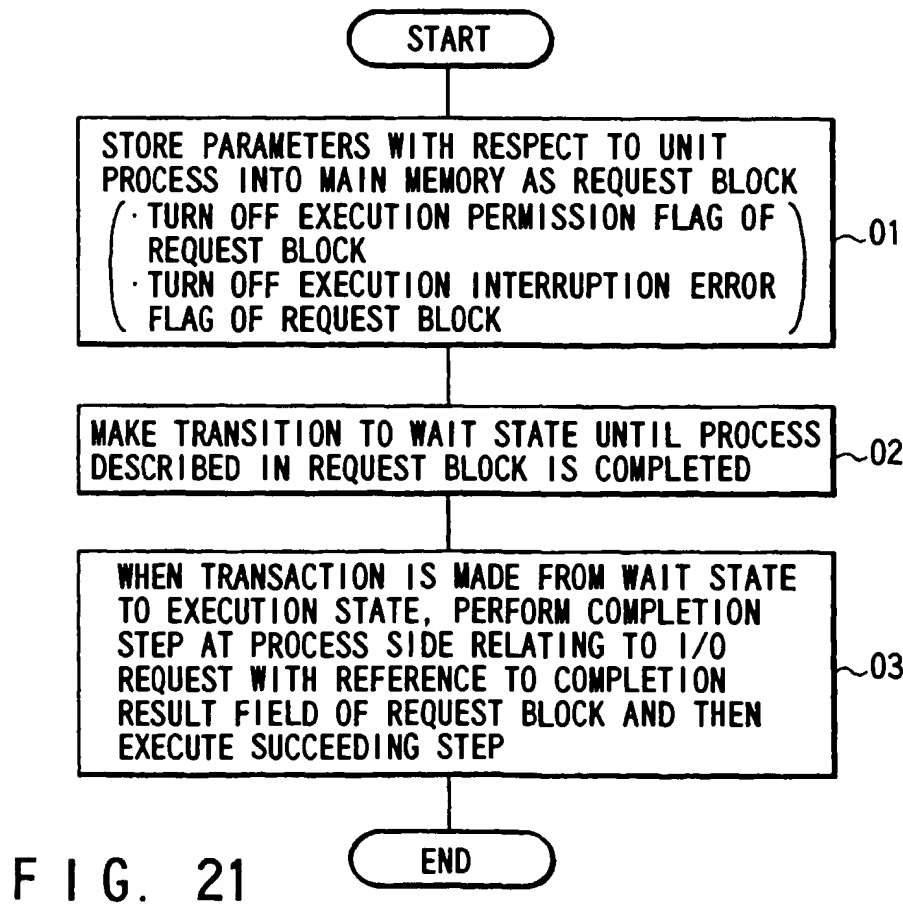 START
STORE PARAMETERS WITH RESPECT TO UNIT
PROCESS INTO MAIN MEMORY AS REQUEST BLOCK
· TURN OFF EXECUTION PERMISSION FLAG OF
REQUEST BLOCK
· TURN OFF EXECUTION INTERRUPTION ERROR
FLAG OF REQUEST BLOCK
01
MAKE TRANSITION TO WAIT STATE UNTIL PROCESS
DESCRIBED IN REQUEST BLOCK IS COMPLETED
02
WHEN TRANSACTION IS MADE FROM WAIT STATE
TO EXECUTION STATE, PERFORM COMPLETION
STEP AT PROCESS SIDE RELATING TO I/O
REQUEST WITH REFERENCE TO COMPLETION
RESULT FIELD OF REQUEST BLOCK AND THEN
EXECUTE SUCCEEDING STEP
03
END
FIG. 21